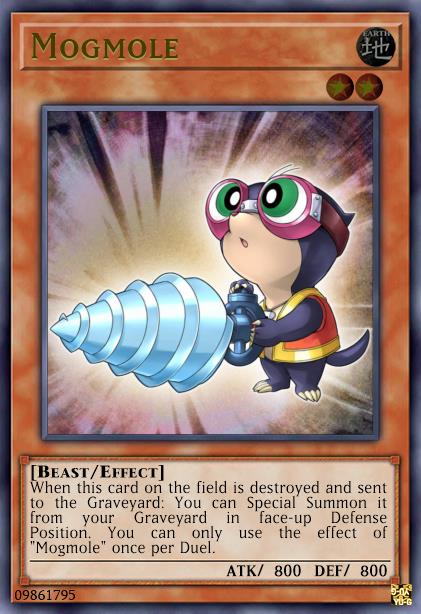 Mogmole
EARTH
地
[Beast/Effect]
When this card on the field is destroyed and sent
to the Graveyard: You can Special Summon it
from your Graveyard in face-up Defense
Position. You can only use the effect of
"Mogmole" once per Duel.
ATK/ 800 DEF/ 800
09861795